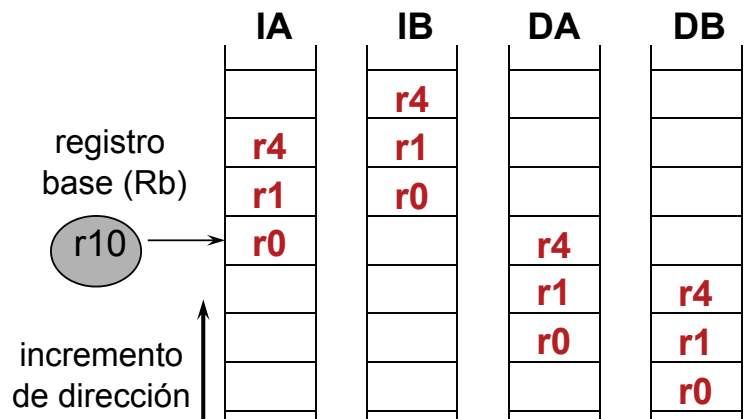 IA IB DA DB
r4
registro r4 r1
base (Rb) r1 r0
r10 r0 r4
r1 r4
incremento r0 r1
de dirección r0